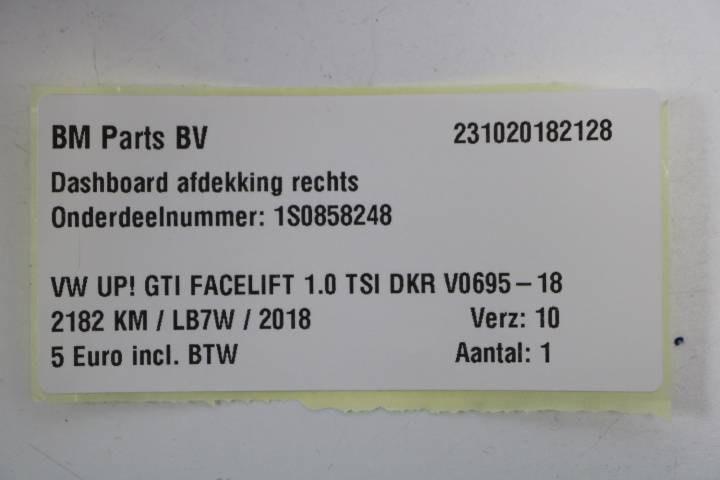 BM Parts BV 231020182128
Dashboard afdekking rechts
Onderdeelnummer: 1S0858248
VW UP! GTI FACELIFT 1.0 TSI DKR V0695 – 18
2182 KM / LB7W / 2018 Verz: 10
5 Euro incl. BTW Aantal: 1